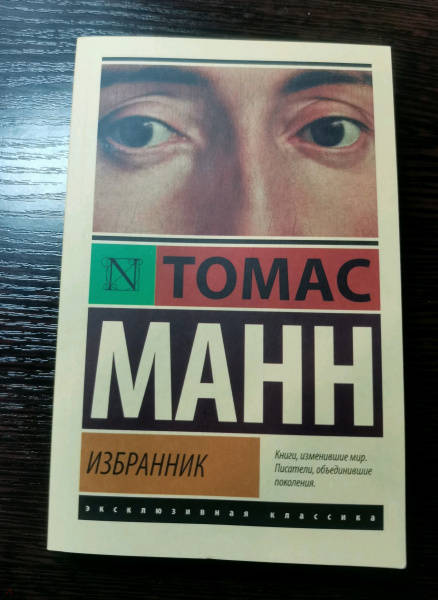 N ТОМАС
МАНН
ИЗБРАННИК
Книги, изменившие мир.
Писатели, объединившие
поколения.
эксклюзивная классика